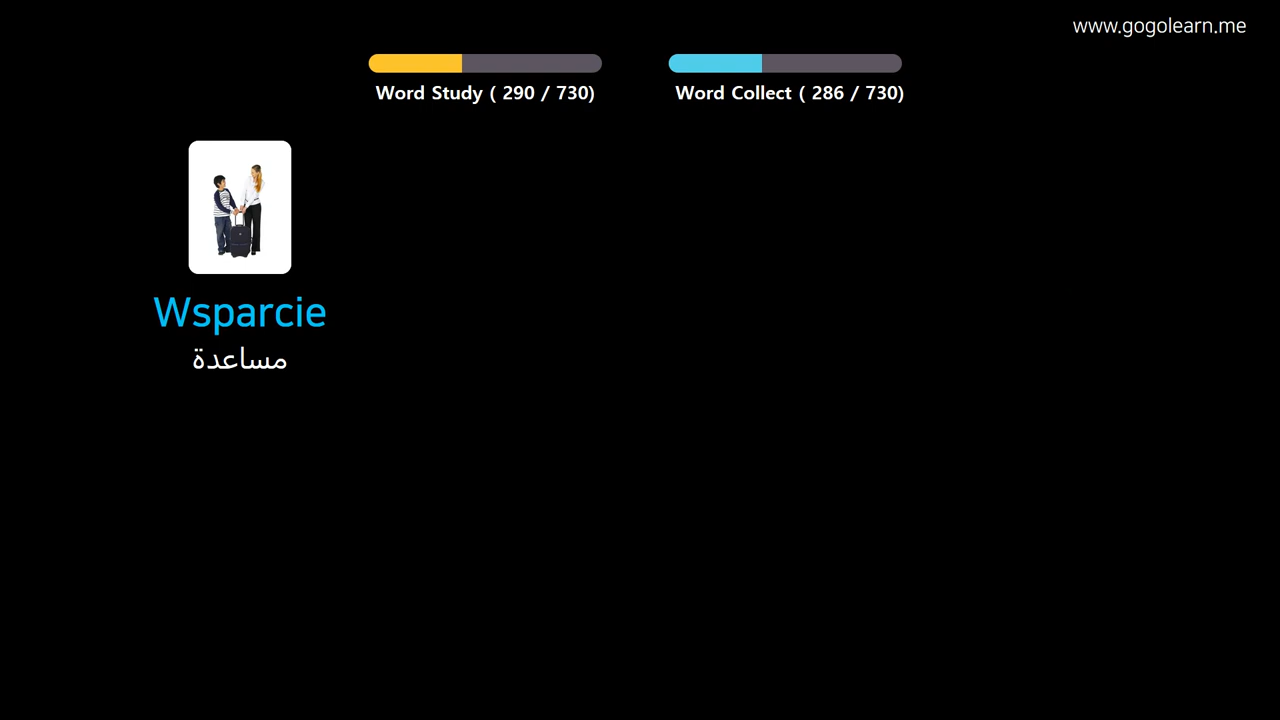 www.gogolearn.me
Word Study ( 290 / 730)
Word Collect ( 286 / 730)
Wsparcie
مساعدة